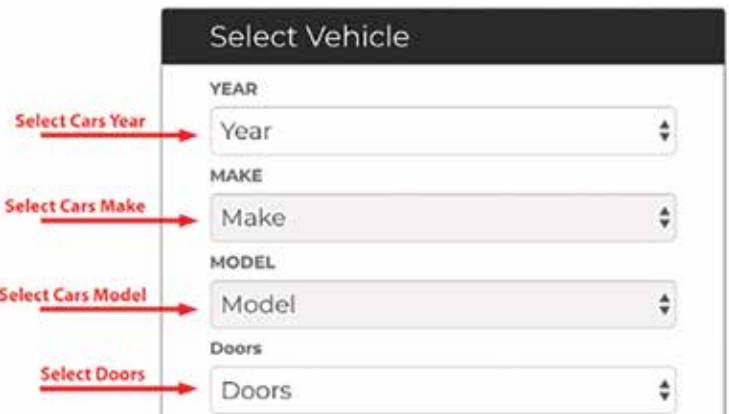 Select Vehicle
YEAR
Select Cars Year
Year
MAKE
Select Cars Make
Make
MODEL
Select Cars Model
Model
Doors
Select Doors
Doors